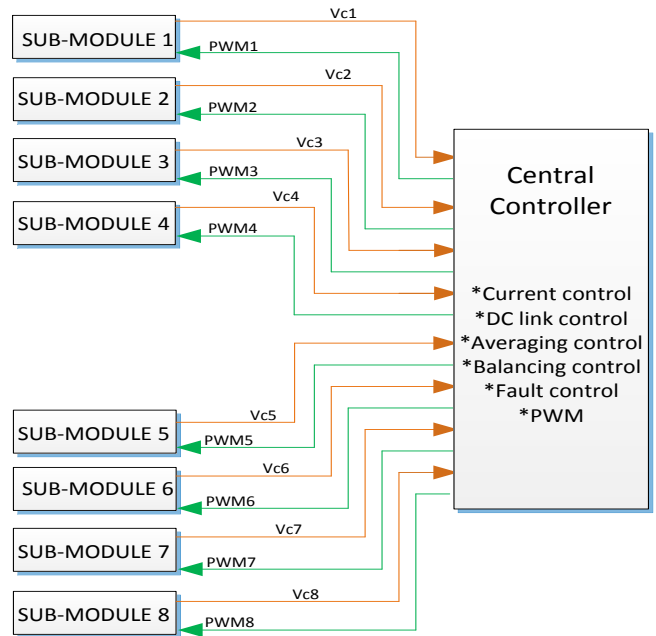 Vc1
SUB-MODULE 1
PWM1
Vc2
SUB-MODULE 2
PWM2
Vc3
SUB-MODULE 3
PWM3
Vc4
SUB-MODULE 4
PWM4
Central
Controller
*Current control
*DC link control
*Averaging control
*Balancing control
*Fault control
*PWM
Vc5
SUB-MODULE 5
PWM5
Vc6
SUB-MODULE 6
PWM6
Vc7
SUB-MODULE 7
PWM7
Vc8
SUB-MODULE 8
PWM8